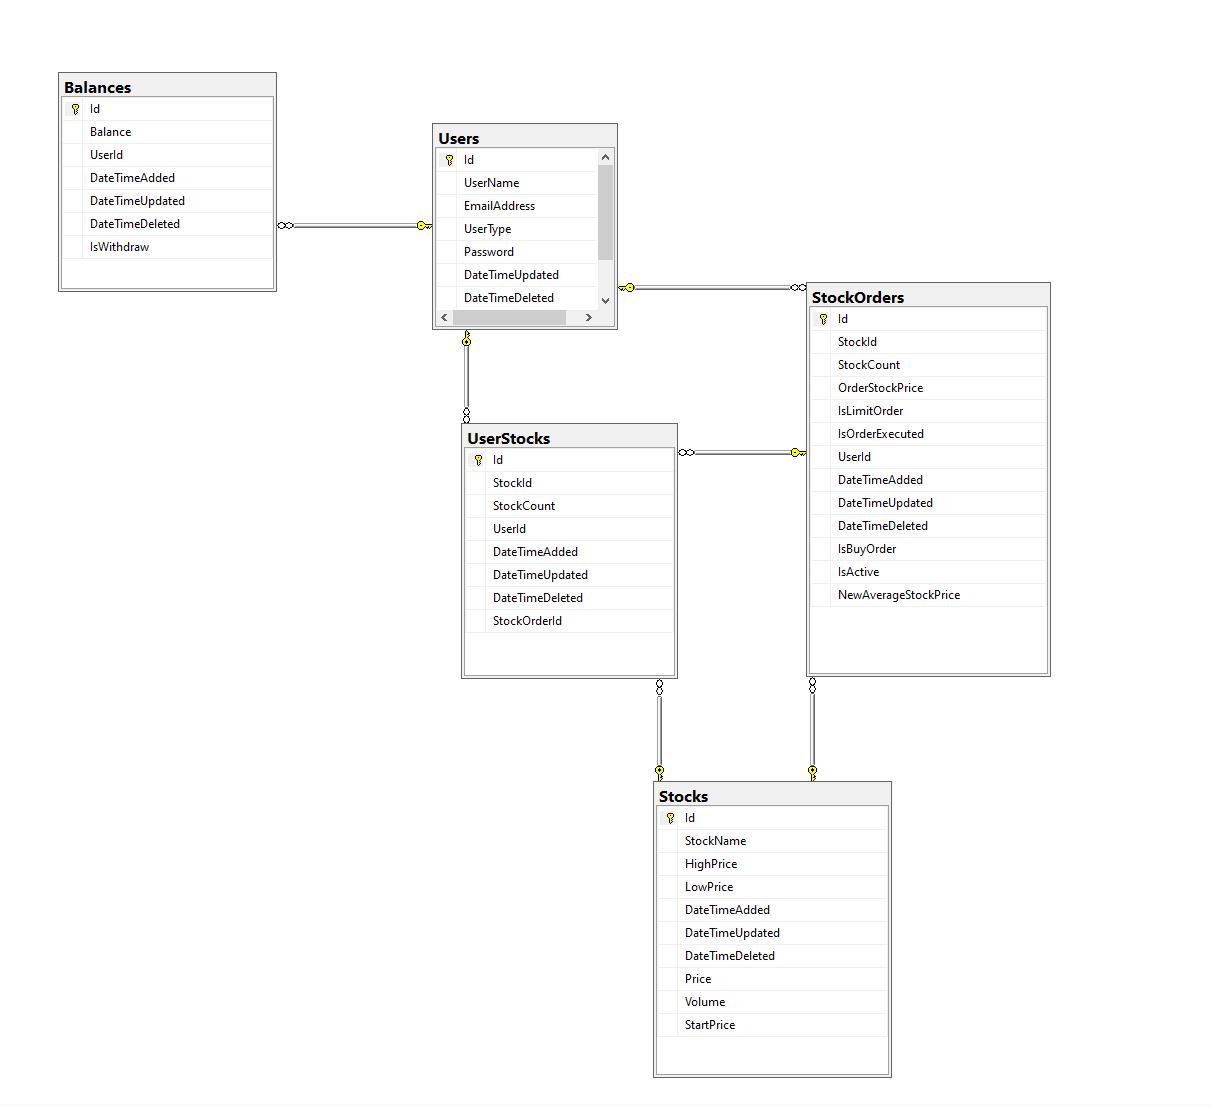 Balances
Id
Balance
UserId
DateTimeAdded
DateTimeUpdated
DateTimeDeleted
IsWithdraw
Users
Id
UserName
EmailAddress
UserType
Password
DateTimeUpdated
DateTimeDeleted
StockOrders
Id
StockId
StockCount
OrderStockPrice
IsLimitOrder
IsOrderExecuted
UserId
DateTimeAdded
DateTimeUpdated
DateTimeDeleted
IsBuyOrder
IsActive
NewAverageStockPrice
UserStocks
Id
StockId
StockCount
UserId
DateTimeAdded
DateTimeUpdated
DateTimeDeleted
StockOrderId
Stocks
Id
StockName
HighPrice
LowPrice
DateTimeAdded
DateTimeUpdated
DateTimeDeleted
Price
Volume
StartPrice